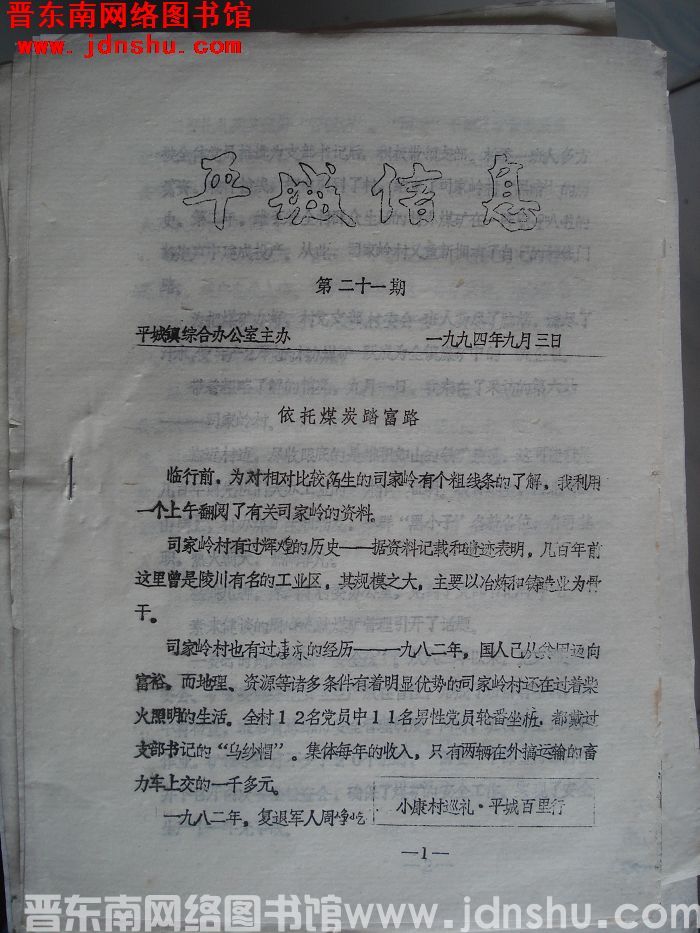 晋东南网络图书馆
www.jdnshu.com
平城信息
第二十一期
平城镇综合办公室主办 一九九四年九月三日
依托煤炭踏富路
临行前，为对相对比较陌生的司家岭有个粗线条的了解，我利用
一个上午翻阅了有关司家岭的资料。
司家岭村有过辉煌的历史——据资料记载和遗迹表明，几百年前
这里曾是陵川有名的工业区，其规模之大，主要以冶炼和铸造业为骨
干。
司家岭村也有过凄凉的经历——一九八二年，国人已从贫困迈向
富裕，而地理、资源等诸多条件有着明显优势的司家岭村还在过着柴
火照明的生活。全村12名党员中11名男性党员轮番坐桩，都戴过
支部书记的“乌纱帽”。集体每年的收入，只有两辆在外搞运输的畜
力车上交的一千多元。
一九八二年，复退军人周
小康村巡礼·平城百里行
—1—
晋东南网络图书馆www.jdnshu.com